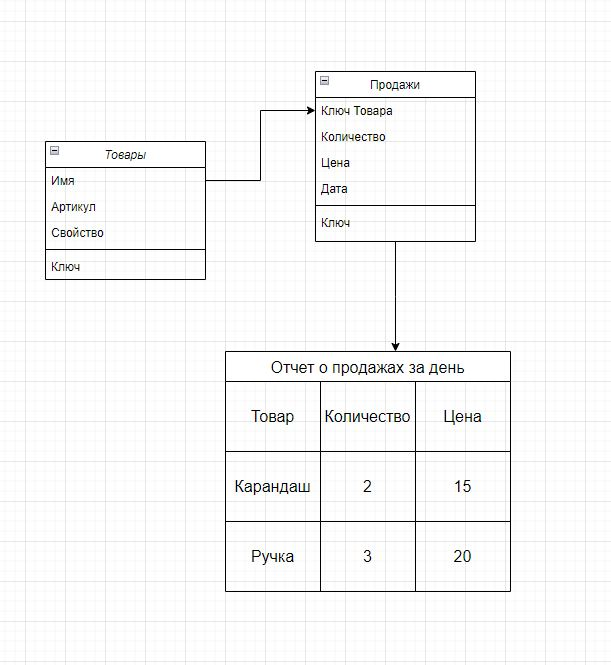 Продажи
Ключ Товара
Количество
Цена
Дата
Ключ
Товары
Имя
Артикул
Свойство
Ключ
Отчет о продажах за день
Товар Количество Цена
Карандаш 2 15
Ручка 3 20